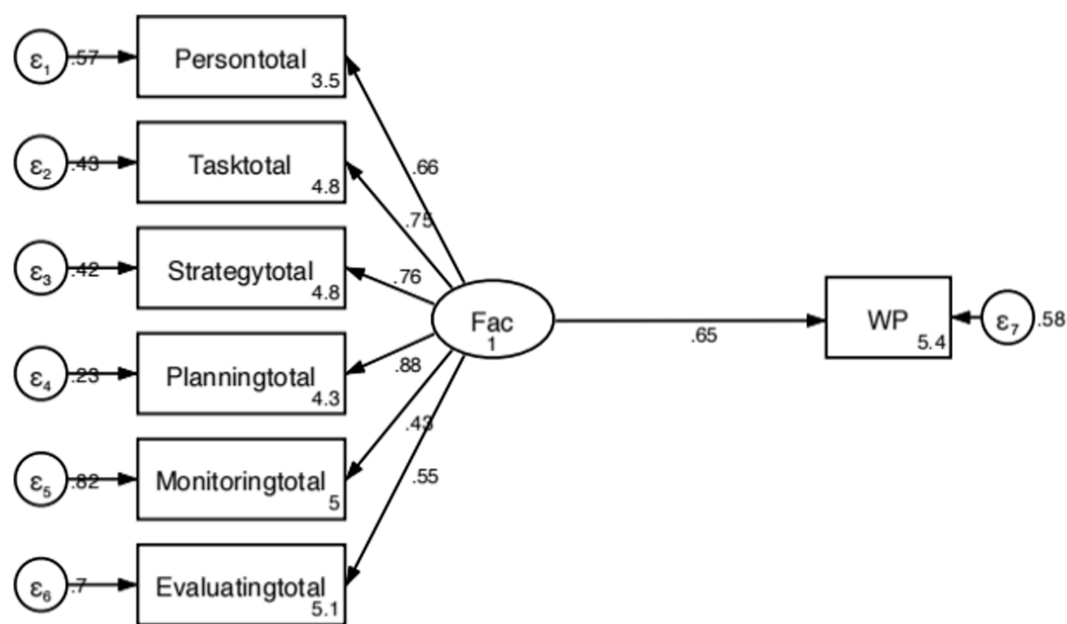 ε1 .57 Persontotal 3.5
ε2 .43 Tasktotal 4.8
ε3 .42 Strategytotal 4.8
ε4 .23 Planningtotal 4.3
ε5 .82 Monitoringtotal 5
ε6 .7 Evaluatingtotal 5.1
.66
.75
.76
.88
.43
.55
Fac
1
.65
WP
5.4
ε7 .58